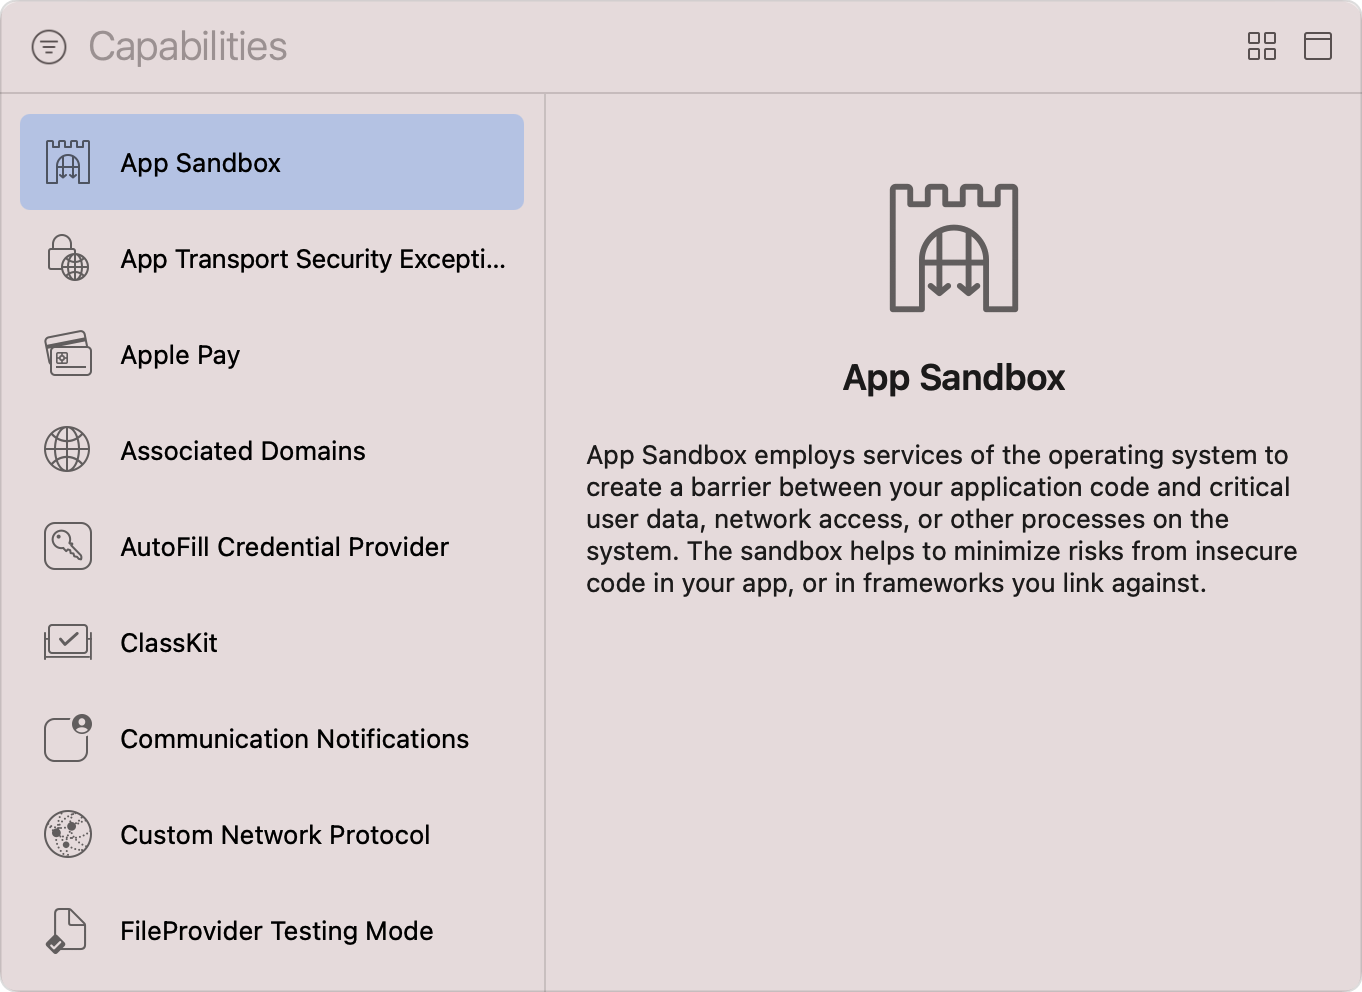 Capabilities
App Sandbox
App Transport Security Excepti...
Apple Pay
Associated Domains
AutoFill Credential Provider
ClassKit
Communication Notifications
Custom Network Protocol
FileProvider Testing Mode
App Sandbox
App Sandbox employs services of the operating system to
create a barrier between your application code and critical
user data, network access, or other processes on the
system. The sandbox helps to minimize risks from insecure
code in your app, or in frameworks you link against.